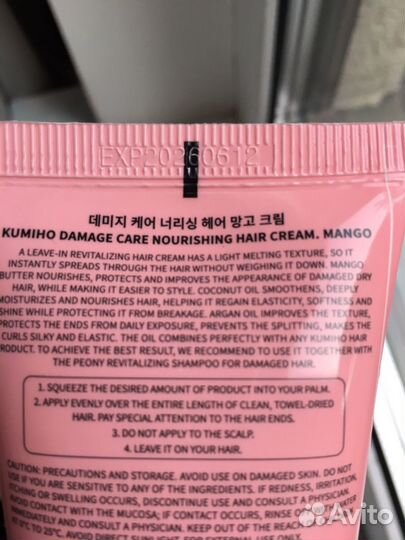 EXP20260612
데미지 케어 너리싱 헤어 망고 크림
KUMIHO DAMAGE CARE NOURISHING HAIR CREAM. MANGO
A LEAVE-IN REVITALIZING HAIR CREAM HAS A LIGHT MELTING TEXTURE, SO IT
INSTANTLY SPREADS THROUGH THE HAIR WITHOUT WEIGHING IT DOWN. MANGO
BUTTER NOURISHES, PROTECTS AND IMPROVES THE APPEARANCE OF DAMAGED DRY
HAIR, WHILE MAKING IT EASIER TO STYLE. COCONUT OIL SMOOTHENS, DEEPLY
MOISTURIZES AND NOURISHES HAIR, HELPING IT REGAIN ELASTICITY, SOFTNESS AND
SHINE WHILE PROTECTING IT FROM BREAKAGE. ARGAN OIL IMPROVES THE TEXTURE,
PROTECTS THE ENDS FROM DAILY EXPOSURE, PREVENTS THE SPLITTING, MAKES THE
CURLS SILKY AND ELASTIC. THE OIL COMBINES PERFECTLY WITH ANY KUMIHO HAIR
PRODUCT. TO ACHIEVE THE BEST RESULT, WE RECOMMEND TO USE IT TOGETHER WITH
THE PEONY REVITALIZING SHAMPOO FOR DAMAGED HAIR.
1. SQUEEZE THE DESIRED AMOUNT OF PRODUCT INTO YOUR PALM.
2. APPLY EVENLY OVER THE ENTIRE LENGTH OF CLEAN, TOWEL-DRIED
HAIR. PAY SPECIAL ATTENTION TO THE HAIR ENDS.
3. DO NOT APPLY TO THE SCALP.
4. LEAVE IT ON YOUR HAIR.
CAUTION: PRECAUTIONS AND STORAGE. AVOID USE ON DAMAGED SKIN. DO NOT
USE IF YOU ARE SENSITIVE TO ANY OF THE INGREDIENTS. IF REDNESS, IRRITATION,
ITCHING OR SWELLING OCCURS, DISCONTINUE USE AND CONSULT A PHYSICIAN.
AVOID CONTACT WITH THE MUCOSA; IF CONTACT OCCURS, RINSE WATER
IMMEDIATELY AND CONSULT A PHYSICIAN. KEEP OUT OF THE REACH
0°C TO 25°C. AVOID DIRECT SUNLIGHT. FOR EXTERNAL USE ONLY.
Avito